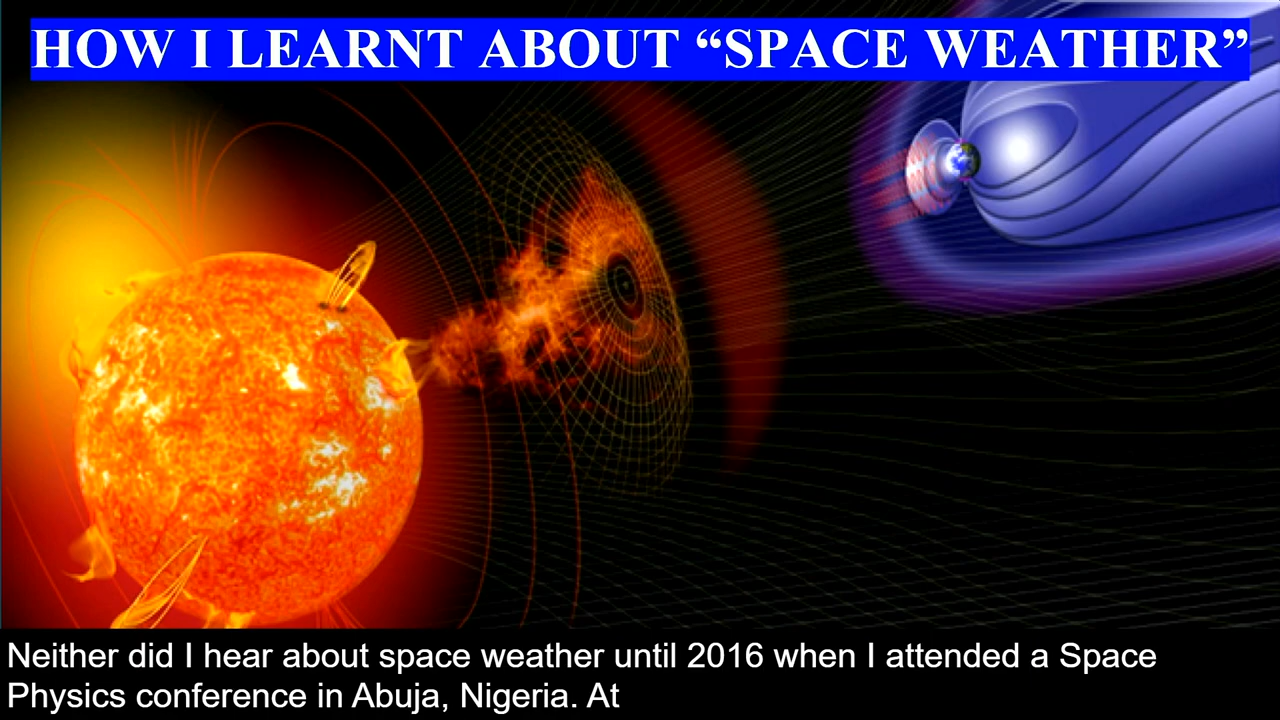 HOW I LEARNT ABOUT “SPACE WEATHER”
Neither did I hear about space weather until 2016 when I attended a Space
Physics conference in Abuja, Nigeria. At